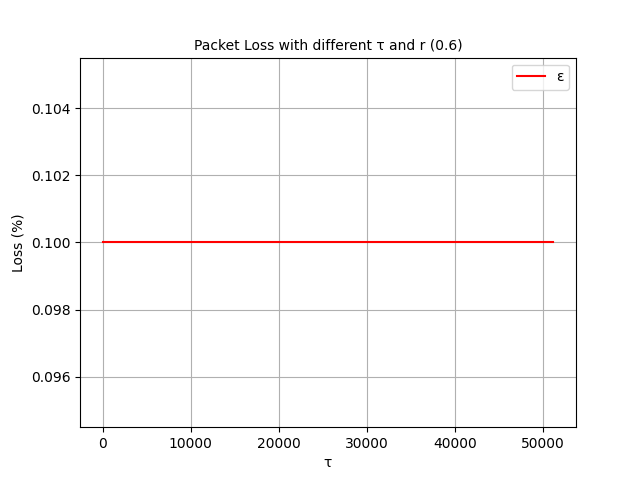 Packet Loss with different τ and r (0.6)
ε
Loss (%)
0.104
0.102
0.100
0.098
0.096
0
10000
20000
30000
40000
50000
τ